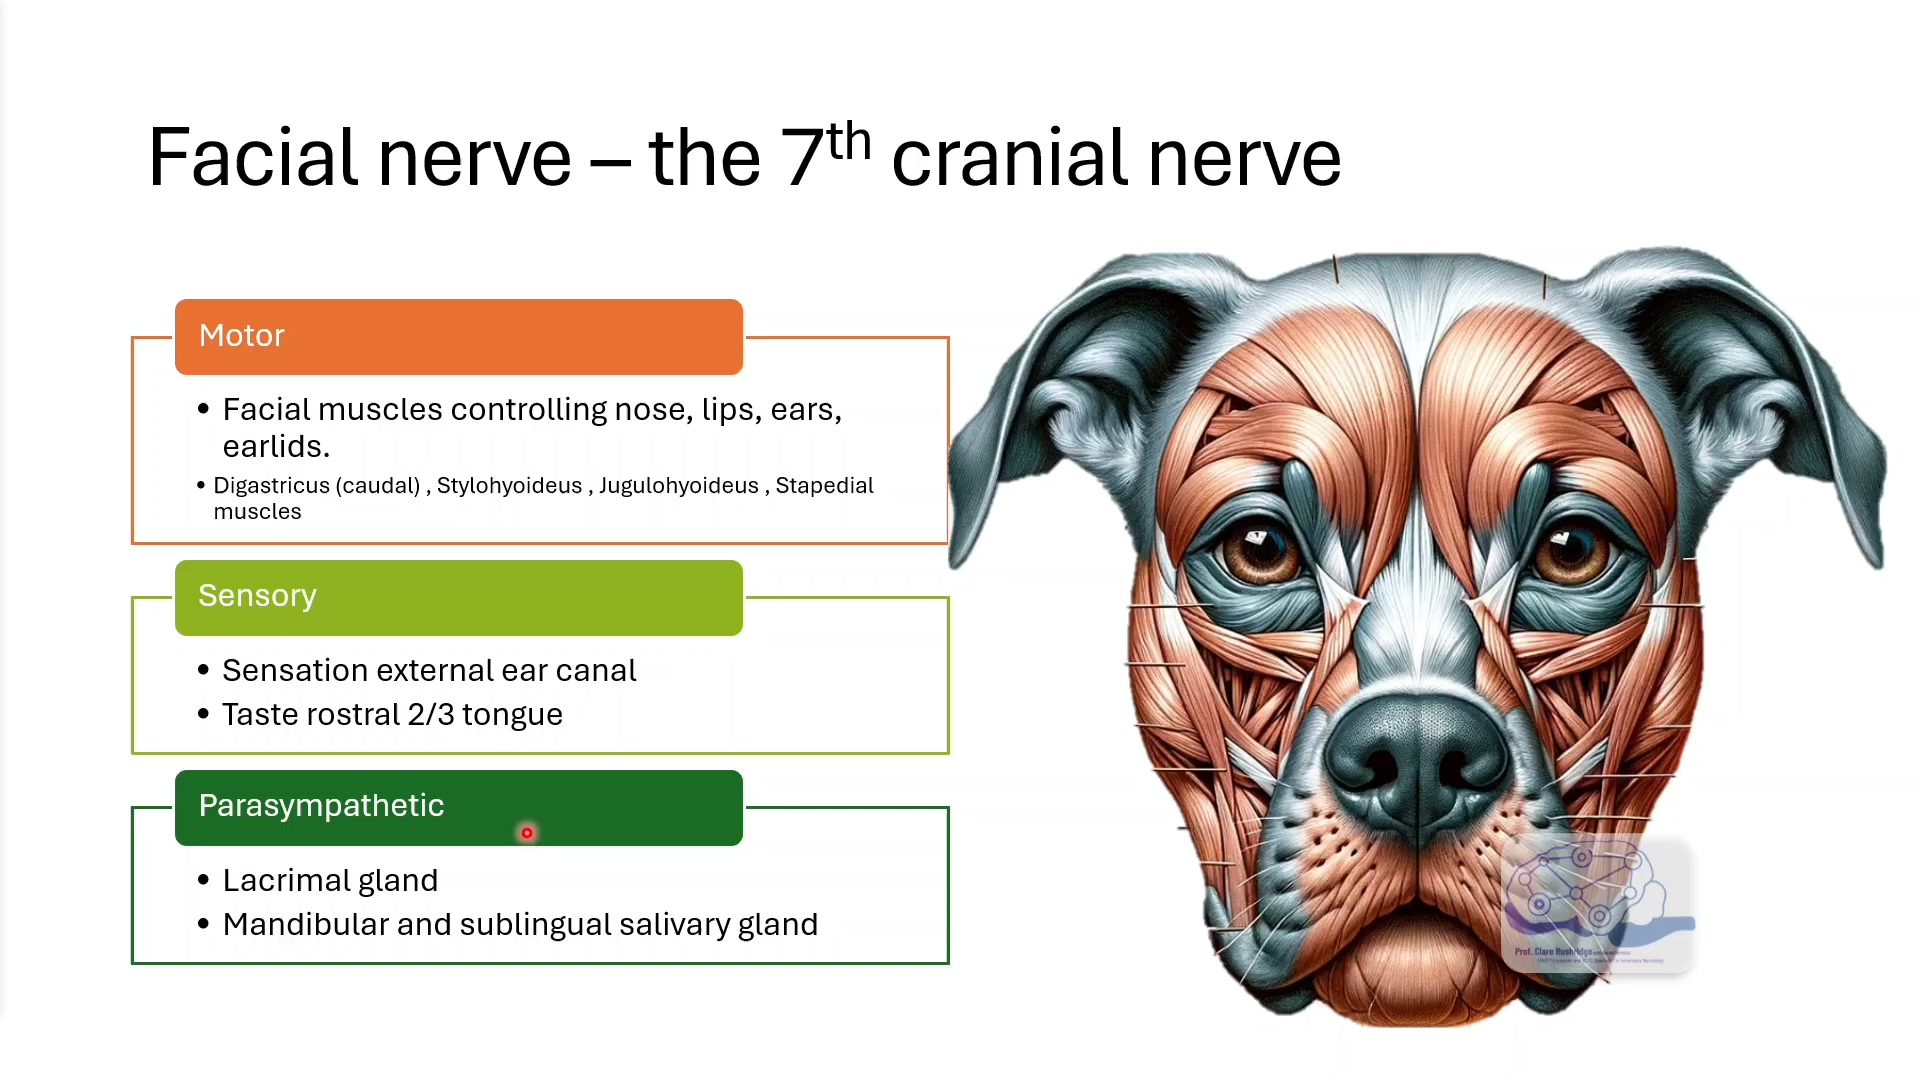 Facial nerve – the 7th cranial nerve
Motor
• Facial muscles controlling nose, lips, ears,
earlids.
• Digastricus (caudal) , Stylohyoideus , Jugulohyoideus , Stapedial
muscles
Sensory
• Sensation external ear canal
• Taste rostral 2/3 tongue
Parasympathetic
• Lacrimal gland
• Mandibular and sublingual salivary gland
Prof. Clare Rusbridge